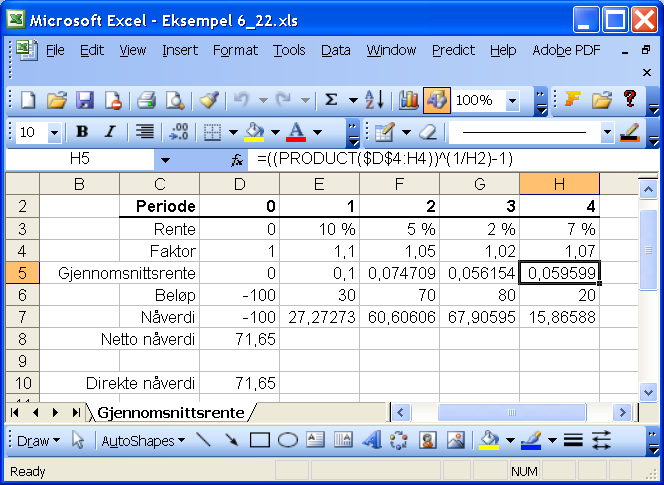 Microsoft Excel - Eksempel 6_22.xls
File Edit View Insert Format Tools Data Window Predict Help Adobe PDF
100%
10 B I
H5 fx =((PRODUCT($D$4:H4))^(1/H2)-1)
B C D E F G H
2 Periode 0 1 2 3 4
3 Rente 0 10 % 5 % 2 % 7 %
4 Faktor 1 1,1 1,05 1,02 1,07
5 Gjennomsnittsrente 0 0,1 0,074709 0,056154 0,059599
6 Beløp -100 30 70 80 20
7 Nåverdi -100 27,27273 60,60606 67,90595 15,86588
8 Netto nåverdi 71,65
9
10 Direkte nåverdi 71,65
Gjennomsnittsrente
Draw AutoShapes
Ready NUM